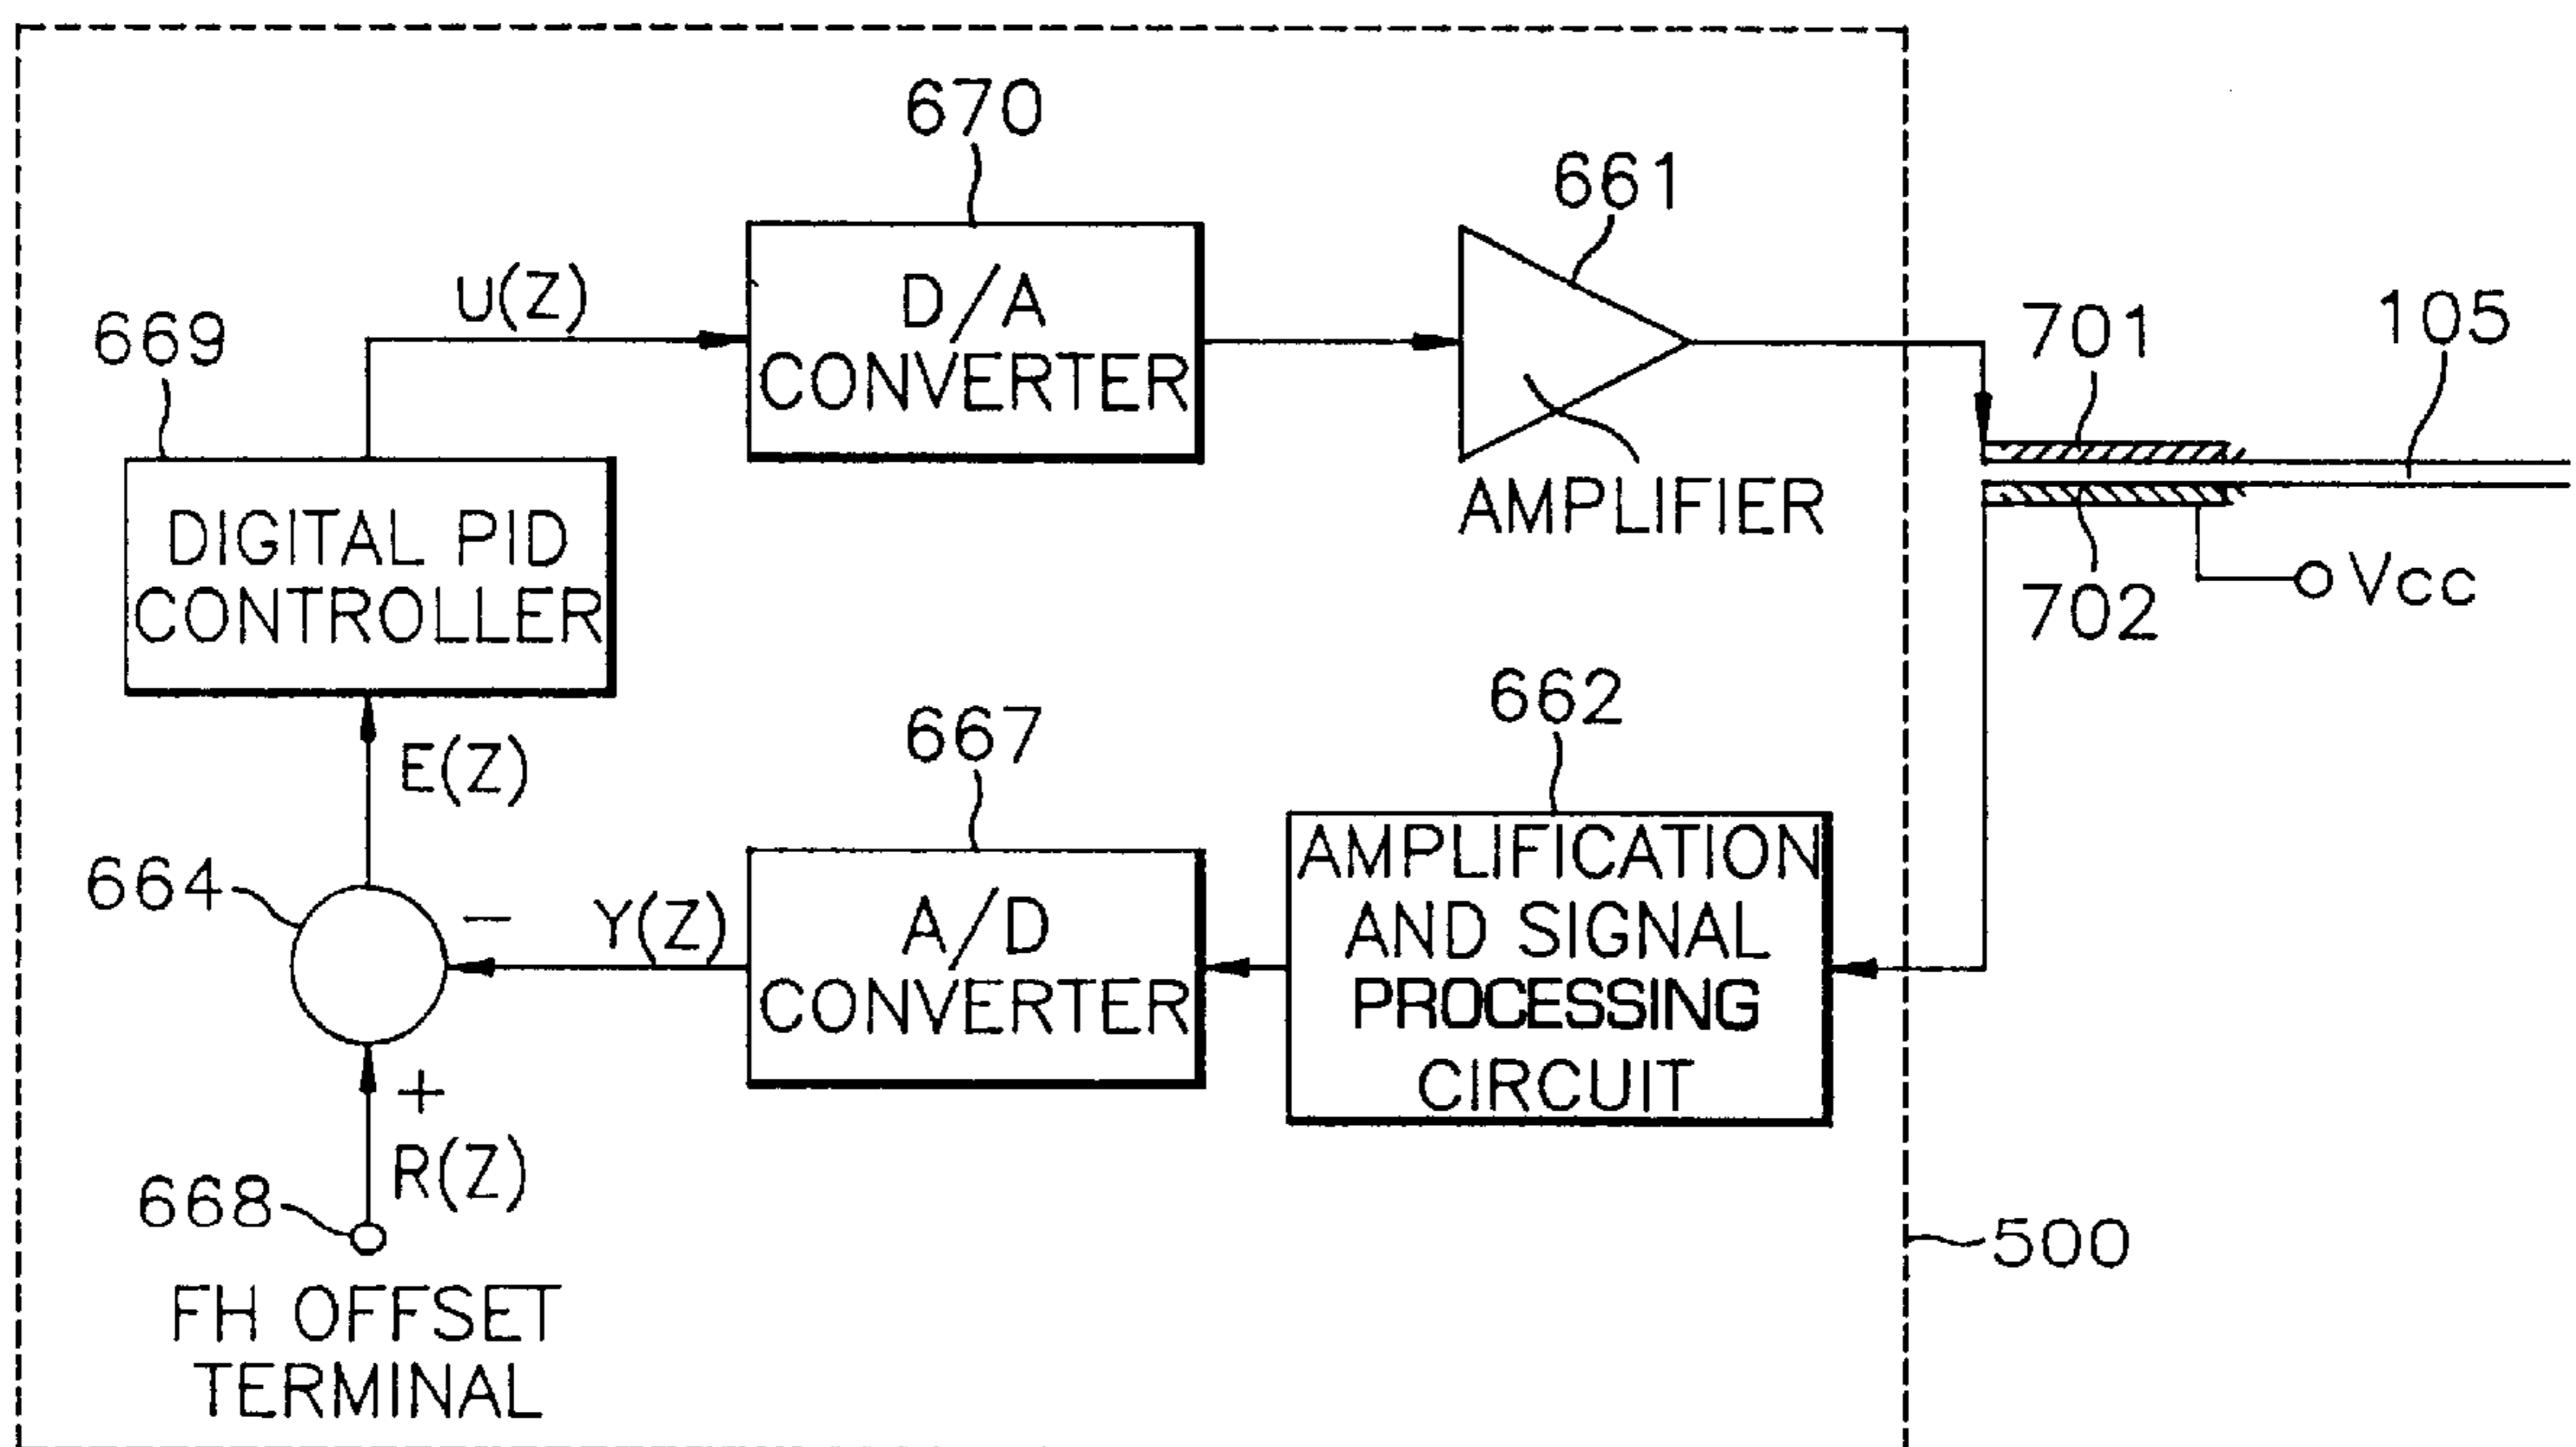 670
661
U(Z)
D/A
CONVERTER
669
701
105
AMPLIFIER
DIGITAL PID
CONTROLLER
702
Vcc
662
667
E(Z)
AMPLIFICATION
AND SIGNAL
PROCESSING
CIRCUIT
664
−
Y(Z)
A/D
CONVERTER
+
R(Z)
668
500
FH OFFSET
TERMINAL